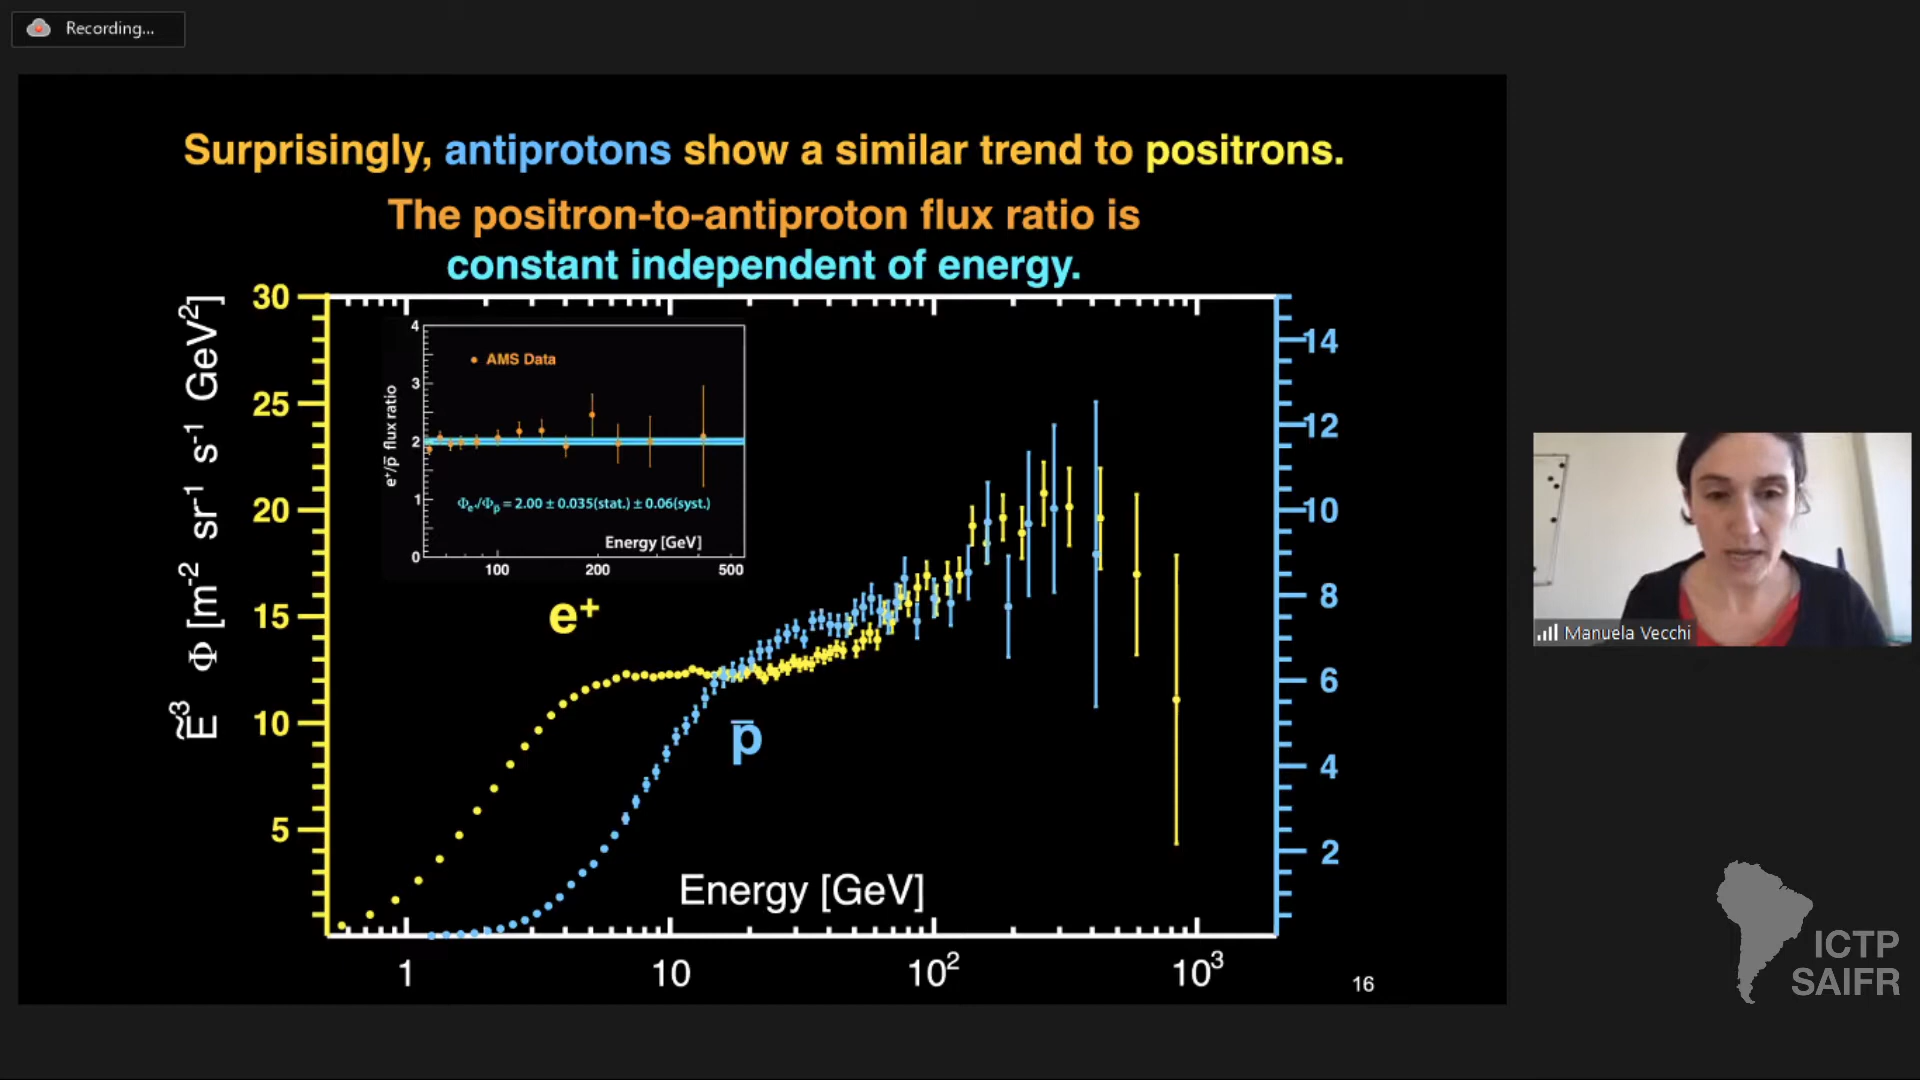 Recording...
Surprisingly, antiprotons show a similar trend to positrons.
The positron-to-antiproton flux ratio is
constant independent of energy.
Ẽ³ Φ [m⁻² sr⁻¹ s⁻¹ GeV²]
30
25
20
15
10
5
4
3
2
1
0
e⁺/p̅ flux ratio
AMS Data
Φe⁺/Φp̅ = 2.00 ± 0.035(stat.) ± 0.06(syst.)
Energy [GeV]
100 200 500
e⁺
p̅
14
12
10
8
6
4
2
Energy [GeV]
1 10 10² 10³
16
Manuela Vecchi
ICTP
SAIFR